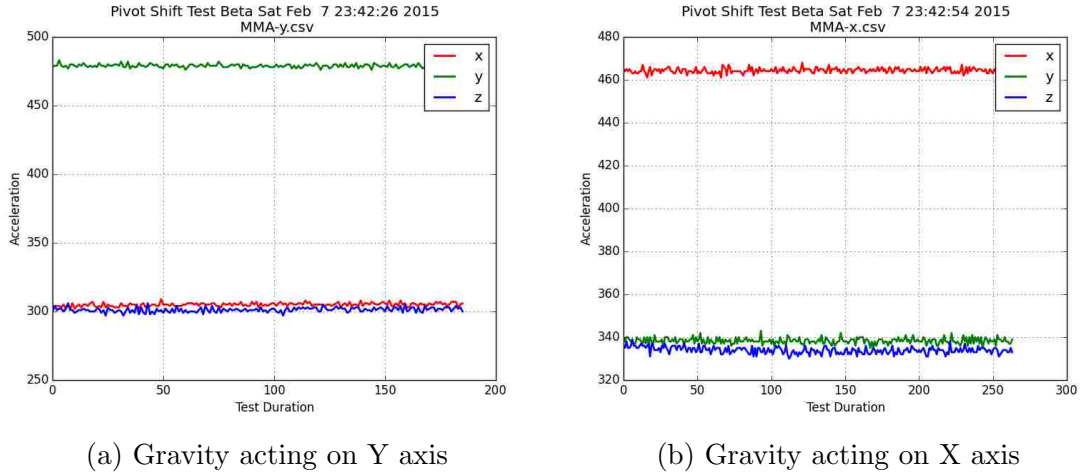 Pivot Shift Test Beta Sat Feb  7 23:42:26 2015
MMA-y.csv
500
450
400
350
300
250
Acceleration
x
y
z
0
50
100
150
200
Test Duration
(a) Gravity acting on Y axis
Pivot Shift Test Beta Sat Feb  7 23:42:54 2015
MMA-x.csv
480
460
440
420
400
380
360
340
320
Acceleration
x
y
z
0
50
100
150
200
250
300
Test Duration
(b) Gravity acting on X axis